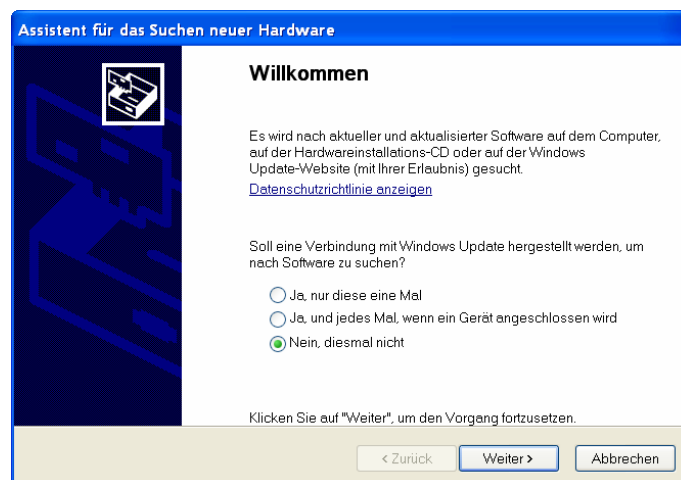 Assistent für das Suchen neuer Hardware
Willkommen
Es wird nach aktueller und aktualisierter Software auf dem Computer,
auf der Hardwareinstallations-CD oder auf der Windows
Update-Website (mit Ihrer Erlaubnis) gesucht.
Datenschutzrichtlinie anzeigen
Soll eine Verbindung mit Windows Update hergestellt werden, um
nach Software zu suchen?
Ja, nur diese eine Mal
Ja, und jedes Mal, wenn ein Gerät angeschlossen wird
Nein, diesmal nicht
Klicken Sie auf "Weiter", um den Vorgang fortzusetzen.
< Zurück Weiter > Abbrechen